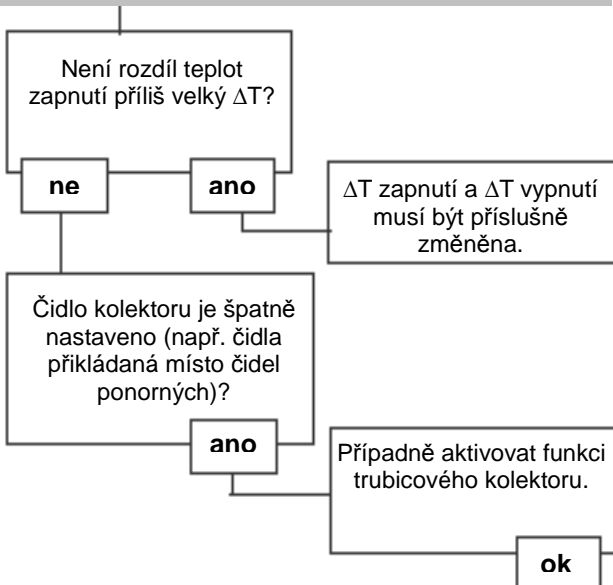 Není rozdíl teplot
zapnutí příliš velký ∆T?
ne
ano
∆T zapnutí a ∆T vypnutí
musí být příslušně
změněna.
Čidlo kolektoru je špatně
nastaveno (např. čidla
přikládaná místo čidel
ponorných)?
ano
Případně aktivovat funkci
trubicového kolektoru.
ok